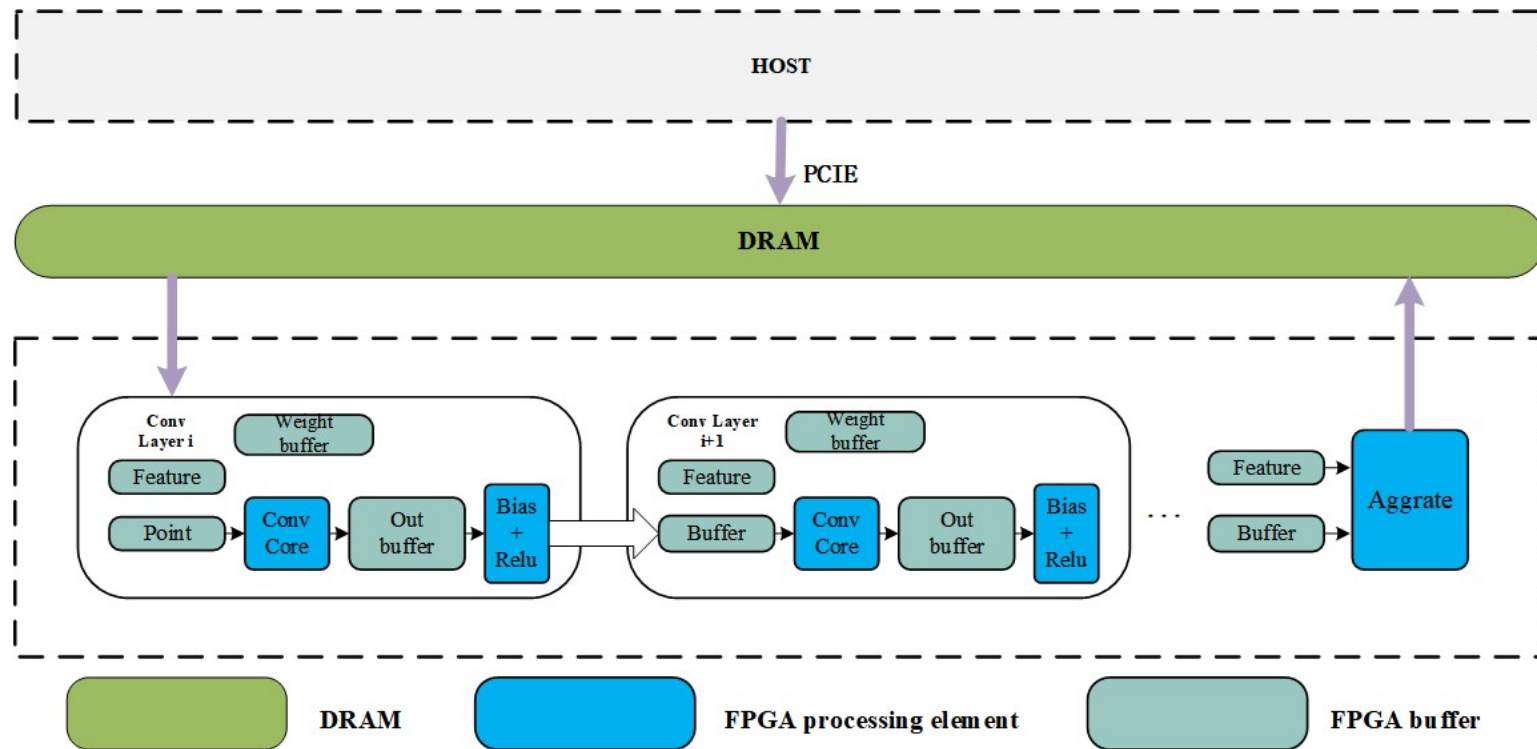 HOST
PCIE
DRAM
Conv
Layer i
Weight
buffer
Feature
Point
Conv
Core
Out
buffer
Bias
+
Relu
Conv Layer
i+1
Weight
buffer
Feature
Buffer
Conv
Core
Out
buffer
Bias
+
Relu
...
Feature
Buffer
Aggrate
DRAM
FPGA processing element
FPGA buffer